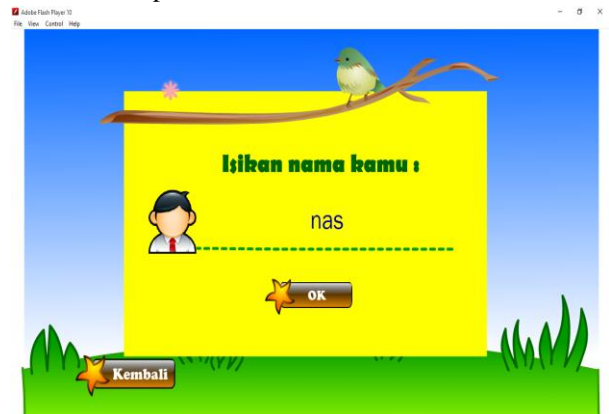 Adobe Flash Player 10
File View Control Help
Isikan nama kamu :
nas
OK
Kembali